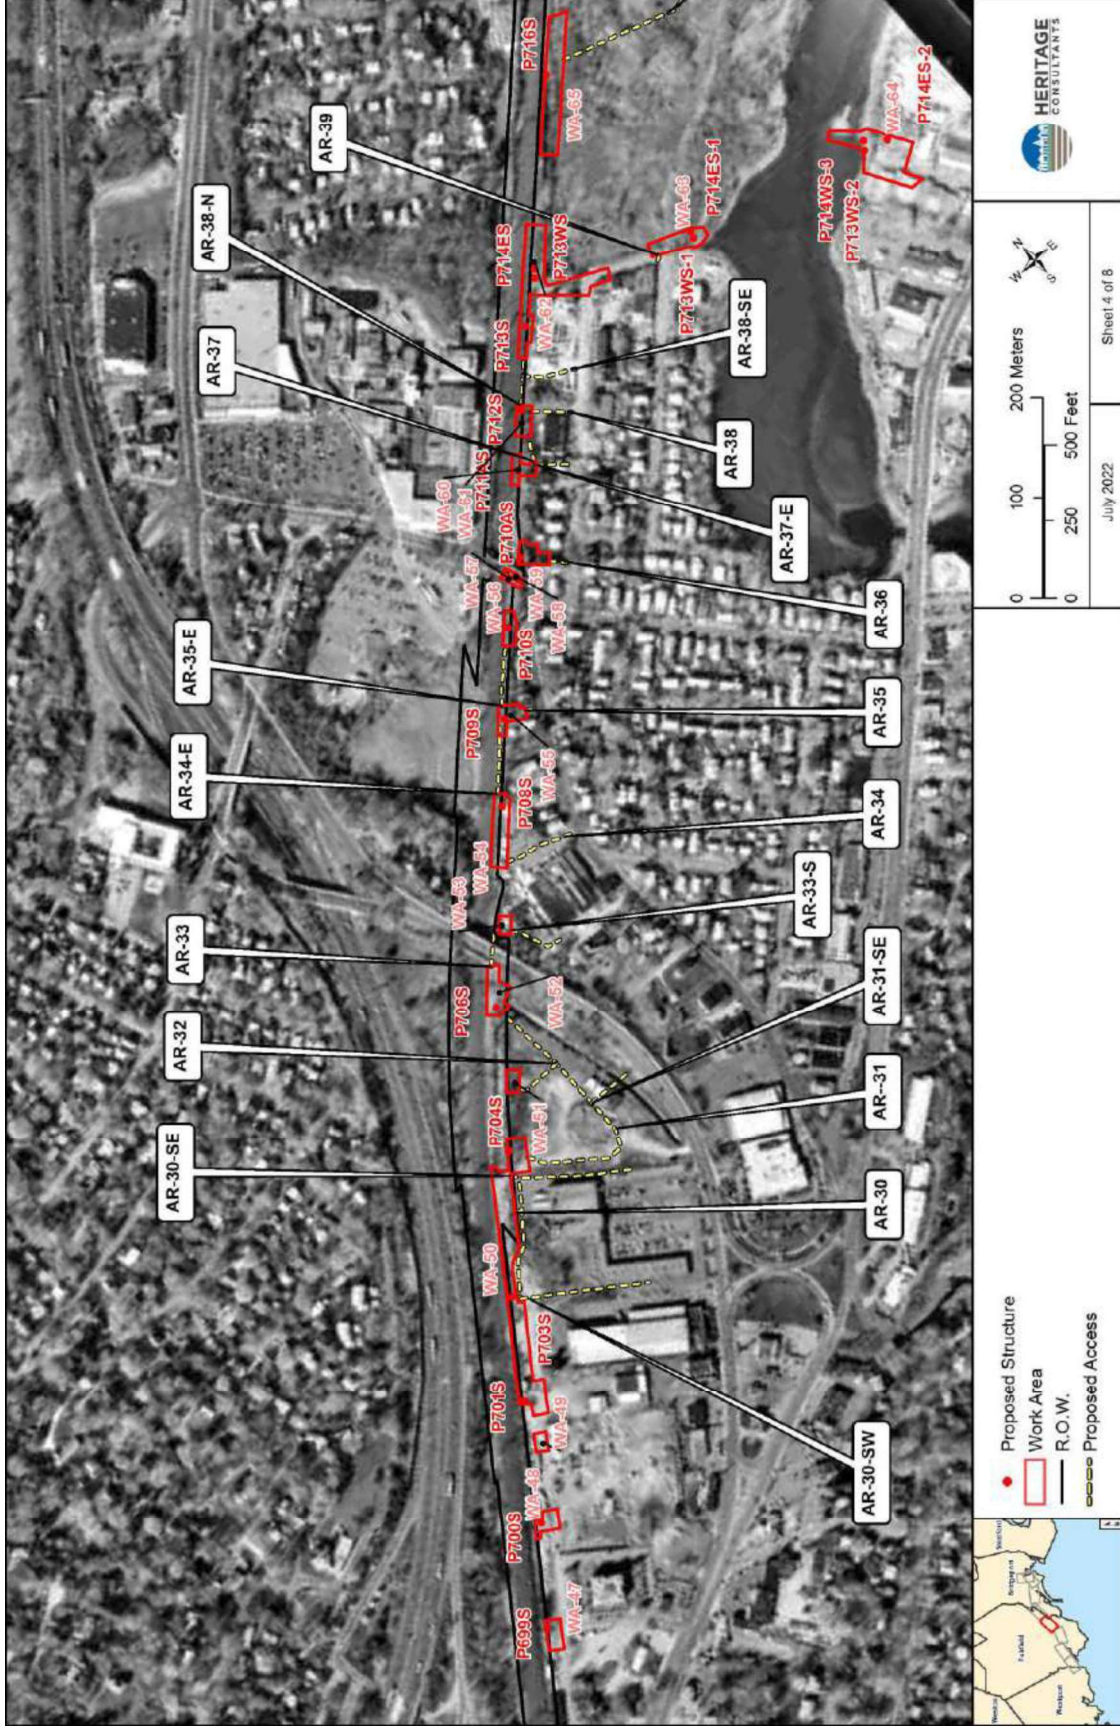 AR-39
AR-38-N
AR-37
AR-35-E
AR-34-E
AR-33
AR-32
AR-30-SE
P716S
WA-65
P714ES
P713WS
WA-62
P713S
P712S
P711AS
WA-60
WA-61
P710AS
WA-57
WA-56
WA-59
WA-58
P710S
P709S
WA-55
P708S
WA-54
WA-53
P706S
WA-52
P704S
WA-51
WA-50
P703S
P701S
WA-49
WA-48
P700S
P699S
WA-47
WA-63
P714ES-1
P713WS-1
P714WS-3
P713WS-2
WA-64
P714ES-2
AR-38-SE
AR-38
AR-37-E
AR-36
AR-35
AR-34
AR-33-S
AR-31-SE
AR--31
AR-30
AR-30-SW
Proposed Structure
Work Area
R.O.W.
Proposed Access
Fairfield
Bridgeport
Westport
0 100 200 Meters
0 250 500 Feet
N
E
S
W
July 2022
Sheet 4 of 8
HERITAGE
CONSULTANTS